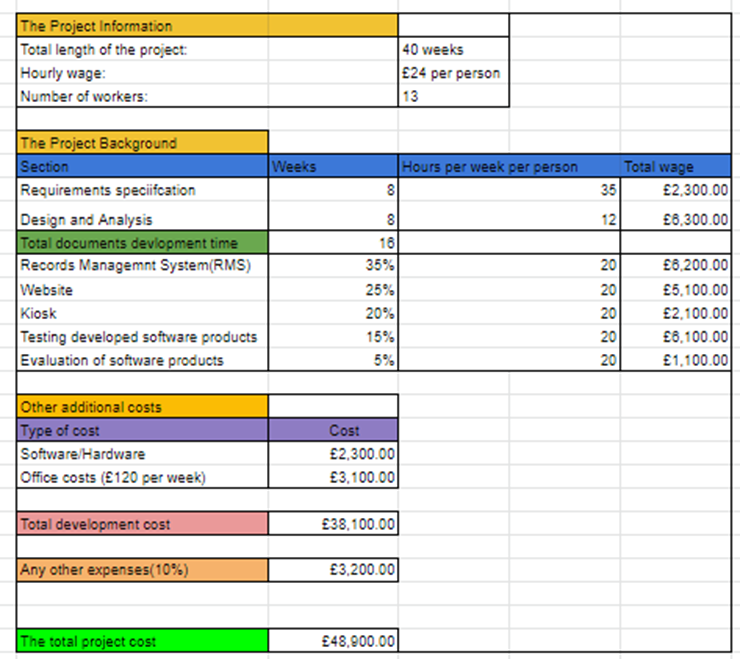 The Project Information
Total length of the project: 40 weeks
Hourly wage: £24 per person
Number of workers: 13
The Project Background
Section Weeks Hours per week per person Total wage
Requirements speciifcation 8 35 £2,300.00
Design and Analysis 8 12 £6,300.00
Total documents devlopment time 16
Records Managemnt System(RMS) 35% 20 £6,200.00
Website 25% 20 £5,100.00
Kiosk 20% 20 £2,100.00
Testing developed software products 15% 20 £6,100.00
Evaluation of software products 5% 20 £1,100.00
Other additional costs
Type of cost Cost
Software/Hardware £2,300.00
Office costs (£120 per week) £3,100.00
Total development cost £38,100.00
Any other expenses(10%) £3,200.00
The total project cost £48,900.00